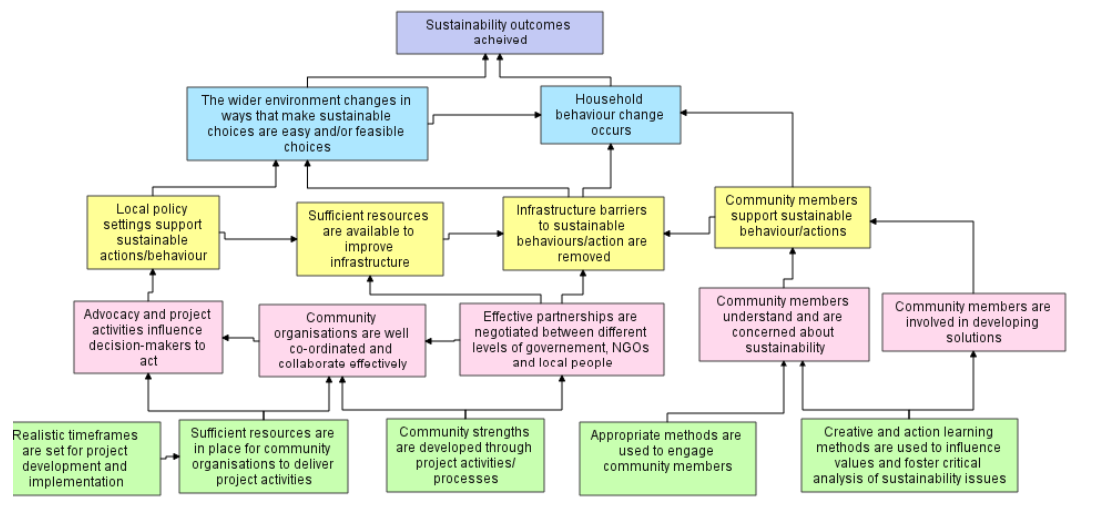 Sustainability outcomes
acheived
The wider environment changes in
ways that make sustainable
choices are easy and/or feasible
choices
Household
behaviour change
occurs
Local policy
settings support
sustainable
actions/behaviour
Sufficient resources
are available to
improve
infrastructure
Infrastructure barriers
to sustainable
behaviours/action are
removed
Community members
support sustainable
behaviour/actions
Advocacy and project
activities influence
decision-makers to
act
Community
organisations are well
co-ordinated and
collaborate effectively
Effective partnerships are
negotiated between different
levels of governement, NGOs
and local people
Community members
understand and are
concerned about
sustainability
Community members are
involved in developing
solutions
Realistic timeframes
are set for project
development and
implementation
Sufficient resources are
in place for community
organisations to deliver
project activities
Community strengths
are developed through
project activities/
processes
Appropriate methods are
used to engage
community members
Creative and action learning
methods are used to influence
values and foster critical
analysis of sustainability issues